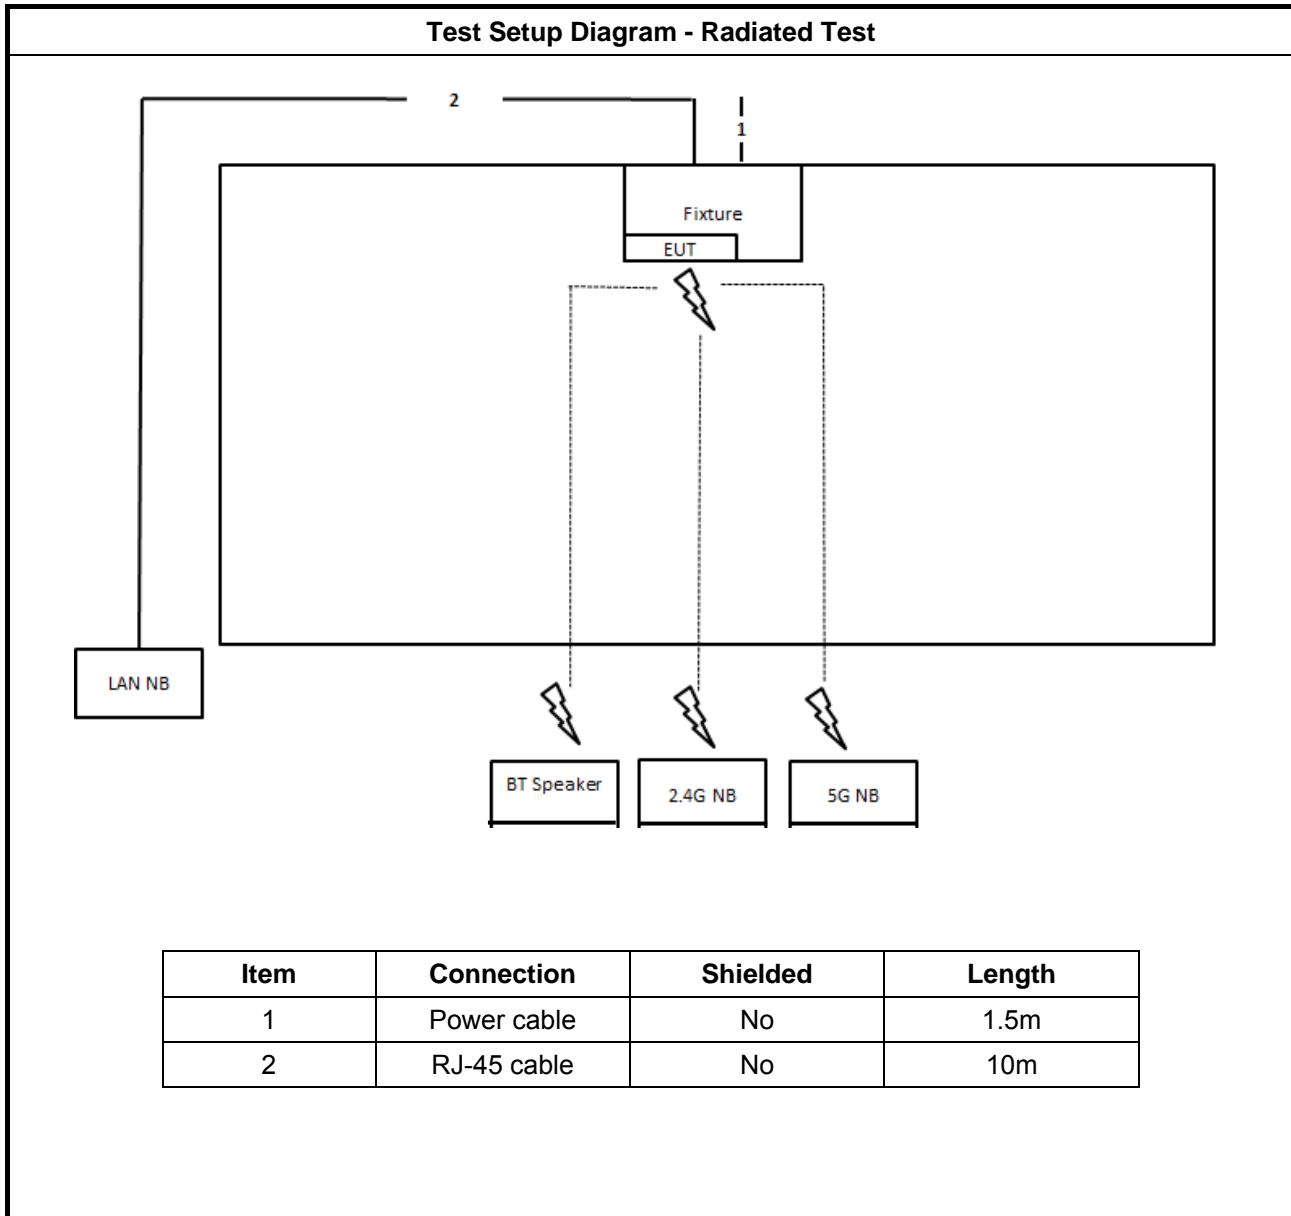 Test Setup Diagram - Radiated Test
2
1
Fixture
EUT
LAN NB
BT Speaker
2.4G NB
5G NB
Item Connection Shielded Length
1 Power cable No 1.5m
2 RJ-45 cable No 10m